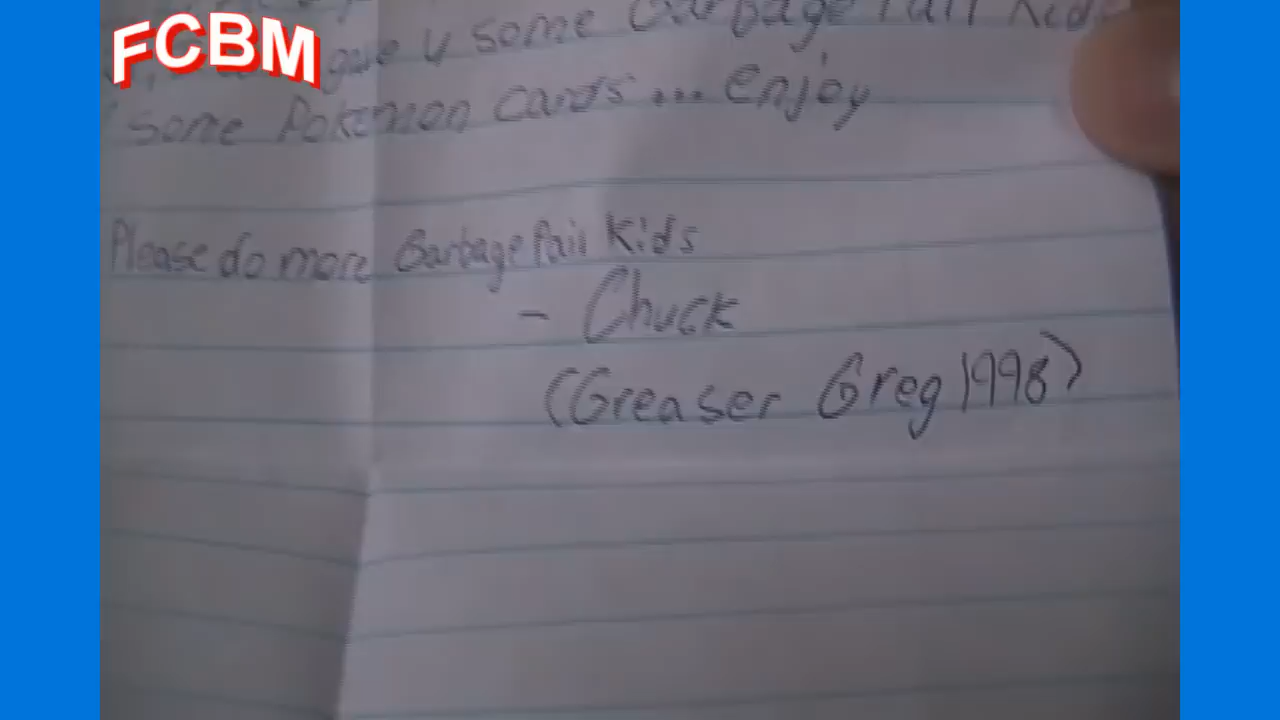 FCBM
gave u some Garbage Pail Kids
some Pokemon cards... enjoy
Please do more Garbage Pail Kids
- Chuck
(Greaser Greg 1998)